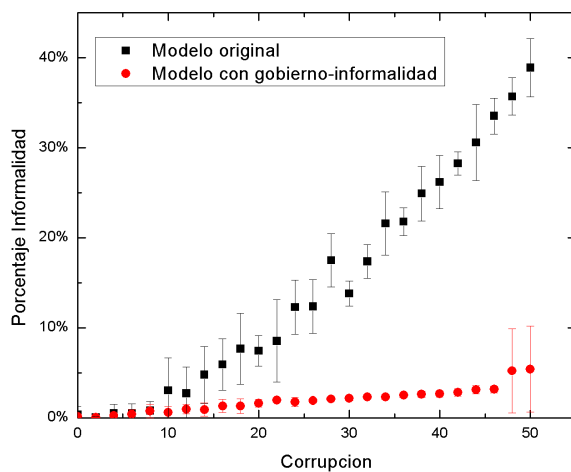 40%
Modelo original
Modelo con gobierno-informalidad
30%
Porcentaje Informalidad
20%
10%
0%
0 10 20 30 40 50
Corrupcion